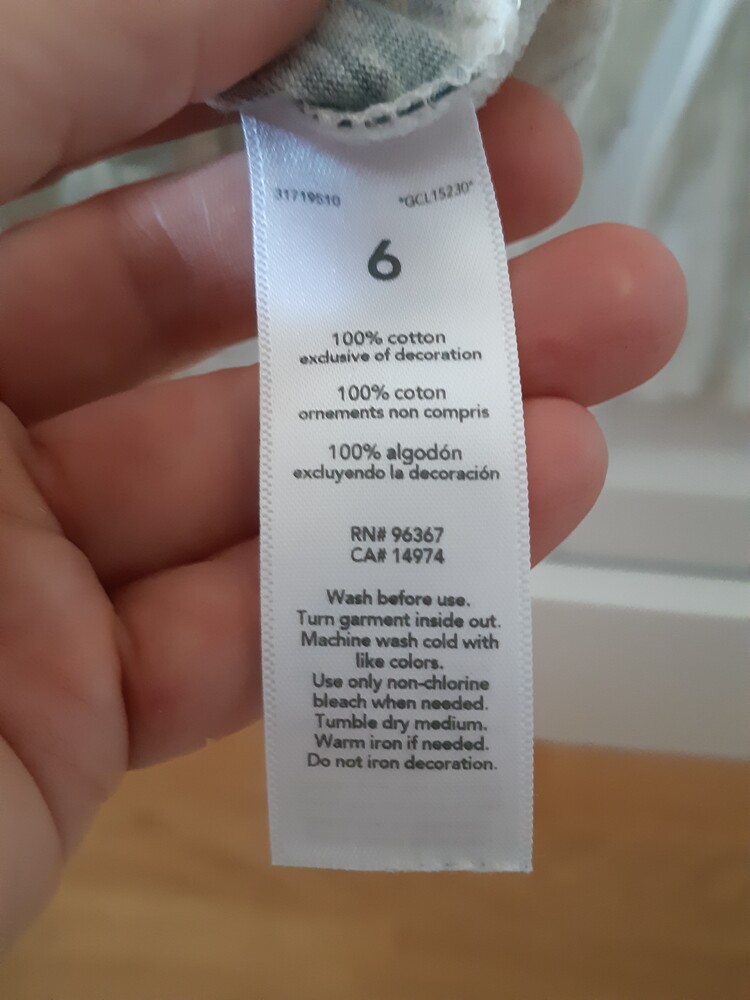 31719510 *GCL15230*
6
100% cotton
exclusive of decoration
100% coton
ornements non compris
100% algodón
excluyendo la decoración
RN# 96367
CA# 14974
Wash before use.
Turn garment inside out.
Machine wash cold with
like colors.
Use only non-chlorine
bleach when needed.
Tumble dry medium.
Warm iron if needed.
Do not iron decoration.